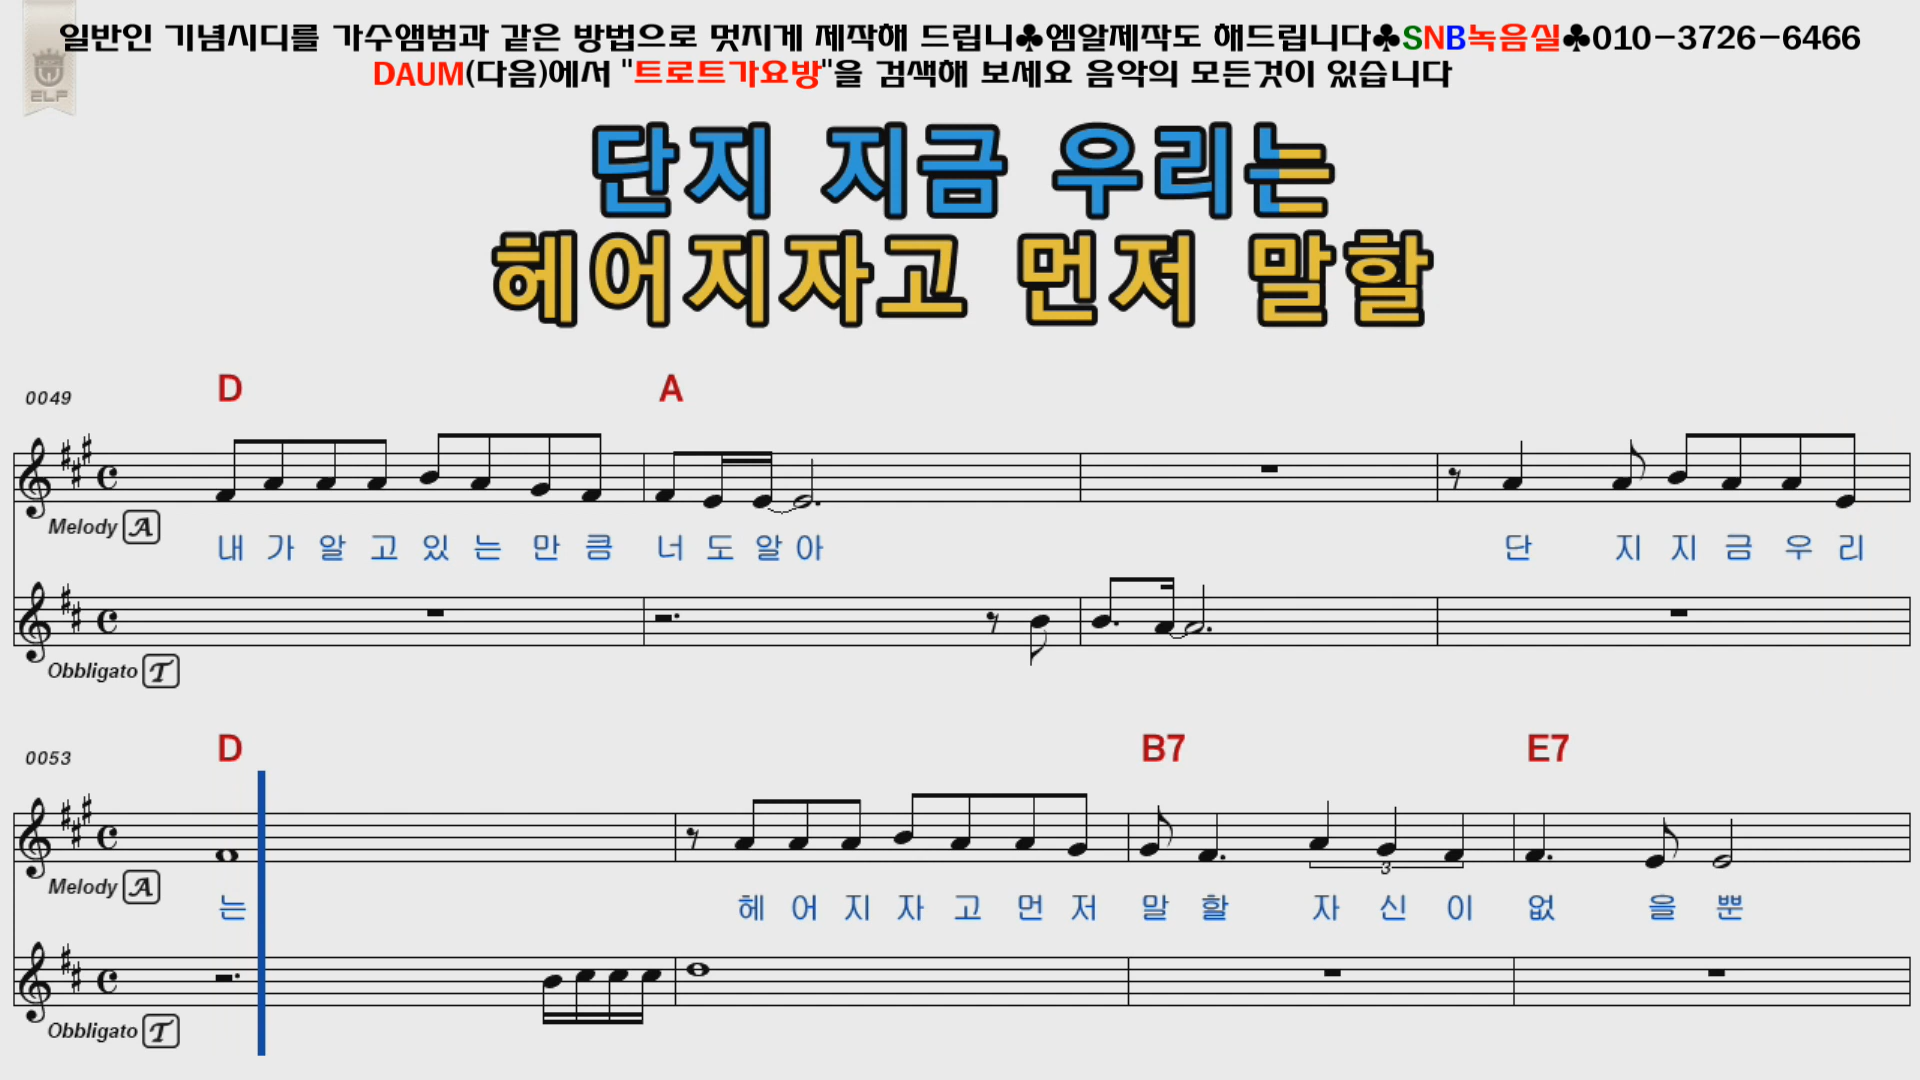 일반인 기념시디를 가수앨범과 같은 방법으로 멋지게 제작해 드립니♣엠알제작도 해드립니다♣SNB녹음실♣010-3726-6466
ELF
DAUM(다음)에서 "트로트가요방"을 검색해 보세요 음악의 모든것이 있습니다
단지 지금 우리는
헤어지자고 먼저 말할
0049 D A
Melody A
내 가 알 고 있 는 만 큼 너 도 알 아 단 지 지 금 우 리
Obbligato T
0053 D B7 E7
3
Melody A
는 헤 어 지 자 고 먼 저 말 할 자 신 이 없 을 뿐
Obbligato T